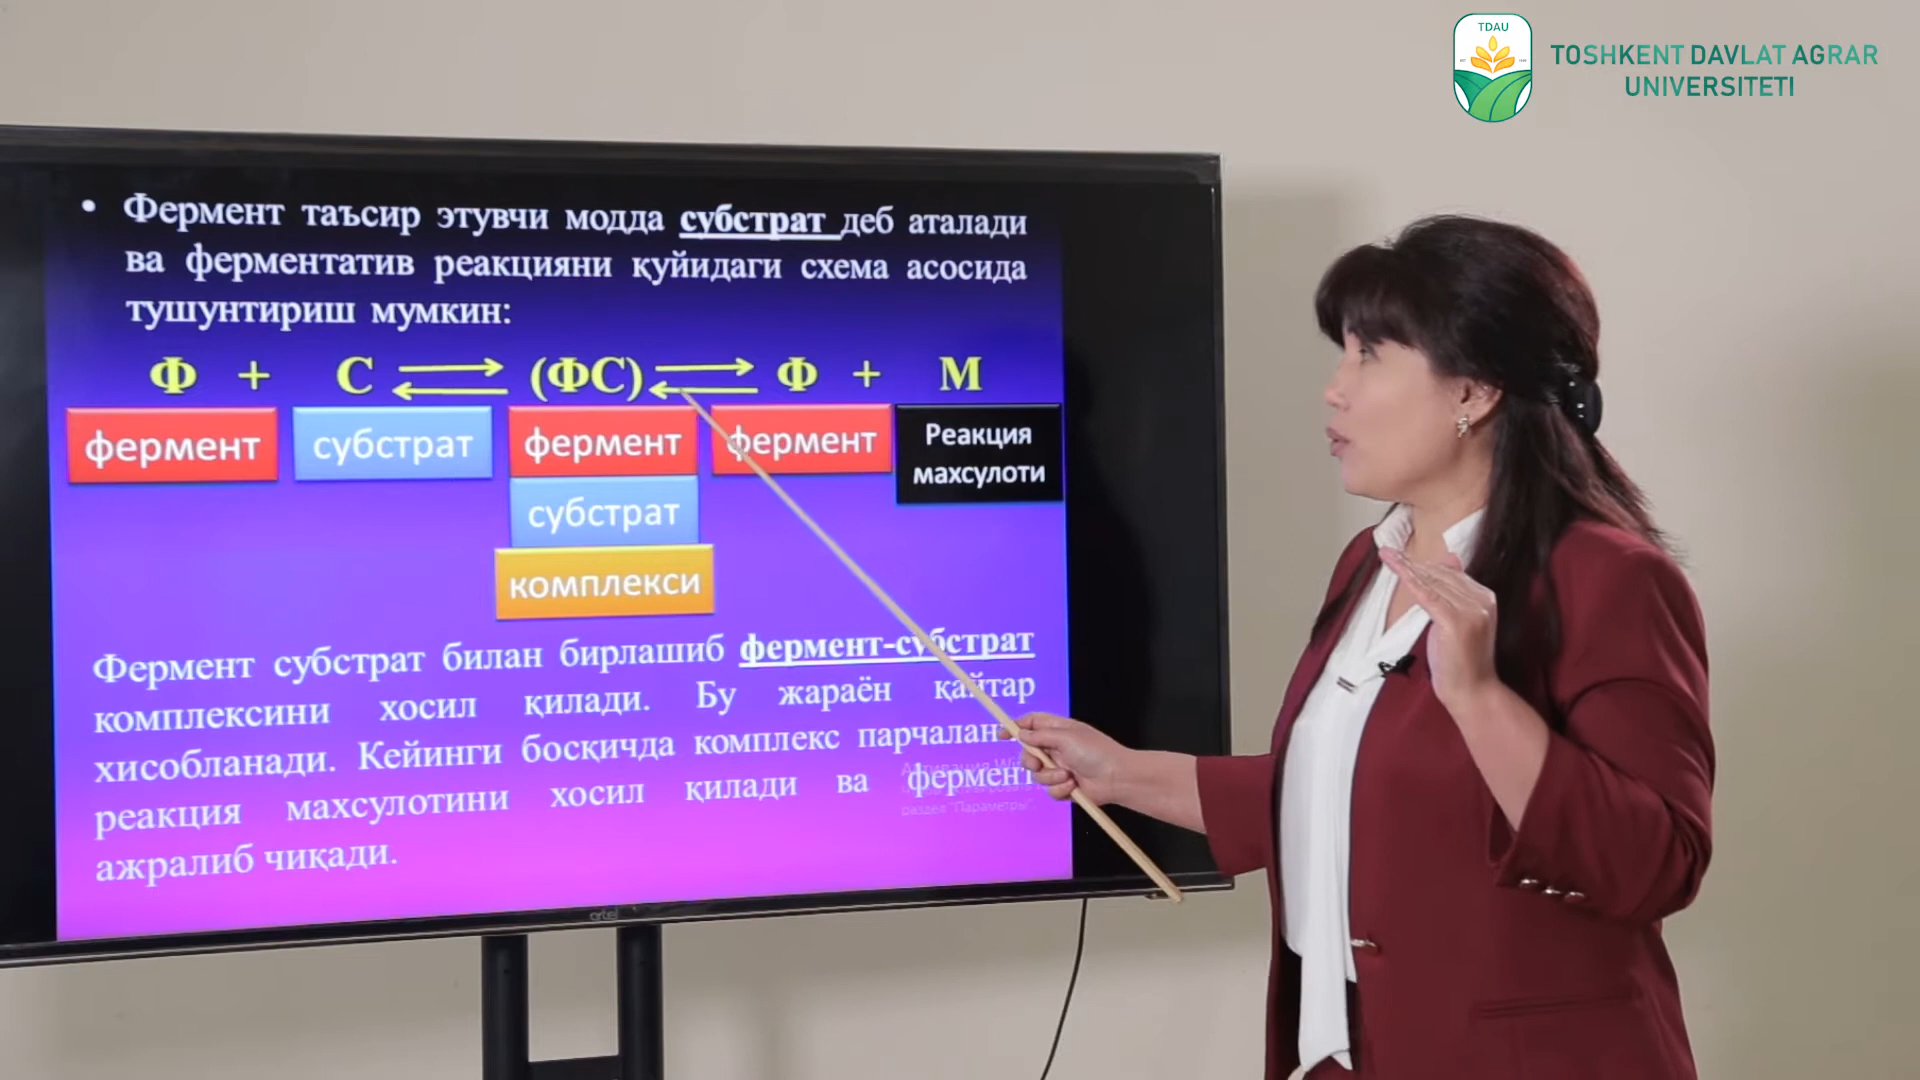 TDAU
TOSHKENT DAVLAT AGRAR
UNIVERSITETI
• Фермент таъсир этувчи модда субстрат деб аталади
ва ферментатив реакцияни қуйидаги схема асосида
тушунтириш мумкин:
Ф + С ⇄ (ФС) ⇄ Ф + М
фермент субстрат фермент фермент Реакция
махсулоти
субстрат
комплекси
Фермент субстрат билан бирлашиб фермент-субстрат
комплексини хосил қилади. Бу жараён қайтар
хисобланади. Кейинги босқичда комплекс
реакция махсулотини хосил қилади ва фермент
ажралиб чиқади.
раздел "Параметры".
artel